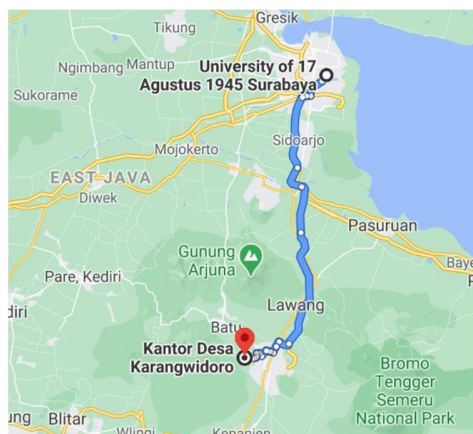 Gresik
Tikung
University of 17
Agustus 1945 Surabaya
Ngimbang
Mantup
Sukorame
Sidoarjo
Mojokerto
EAST JAVA
Diwek
Pasuruan
Gunung
Arjuna
Pare, Kediri
Lawang
Batu
Kantor Desa
Karangwidoro
Bromo
Tengger
Semeru
National Park
Blitar